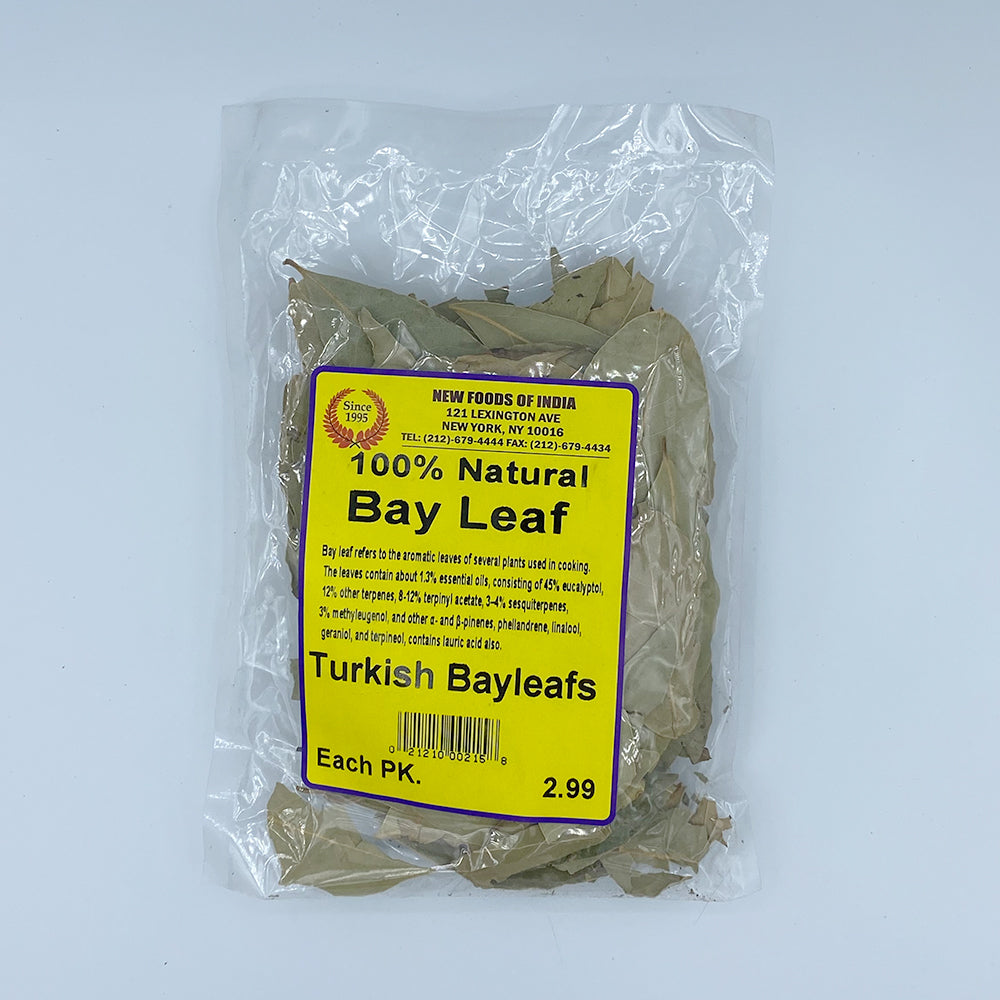 Since
1995
NEW FOODS OF INDIA
121 LEXINGTON AVE
NEW YORK, NY 10016
TEL: (212)-679-4444 FAX: (212)-679-4434
100% Natural
Bay Leaf
Bay leaf refers to the aromatic leaves of several plants used in cooking.
The leaves contain about 1.3% essential oils, consisting of 45% eucalyptol,
12% other terpenes, 8-12% terpinyl acetate, 3–4% sesquiterpenes,
3% methyleugenol, and other α- and β-pinenes, phellandrene, linalool,
geraniol, and terpineol, contains lauric acid also.
Turkish Bayleafs
0 21210 00215 8
Each PK. 2.99